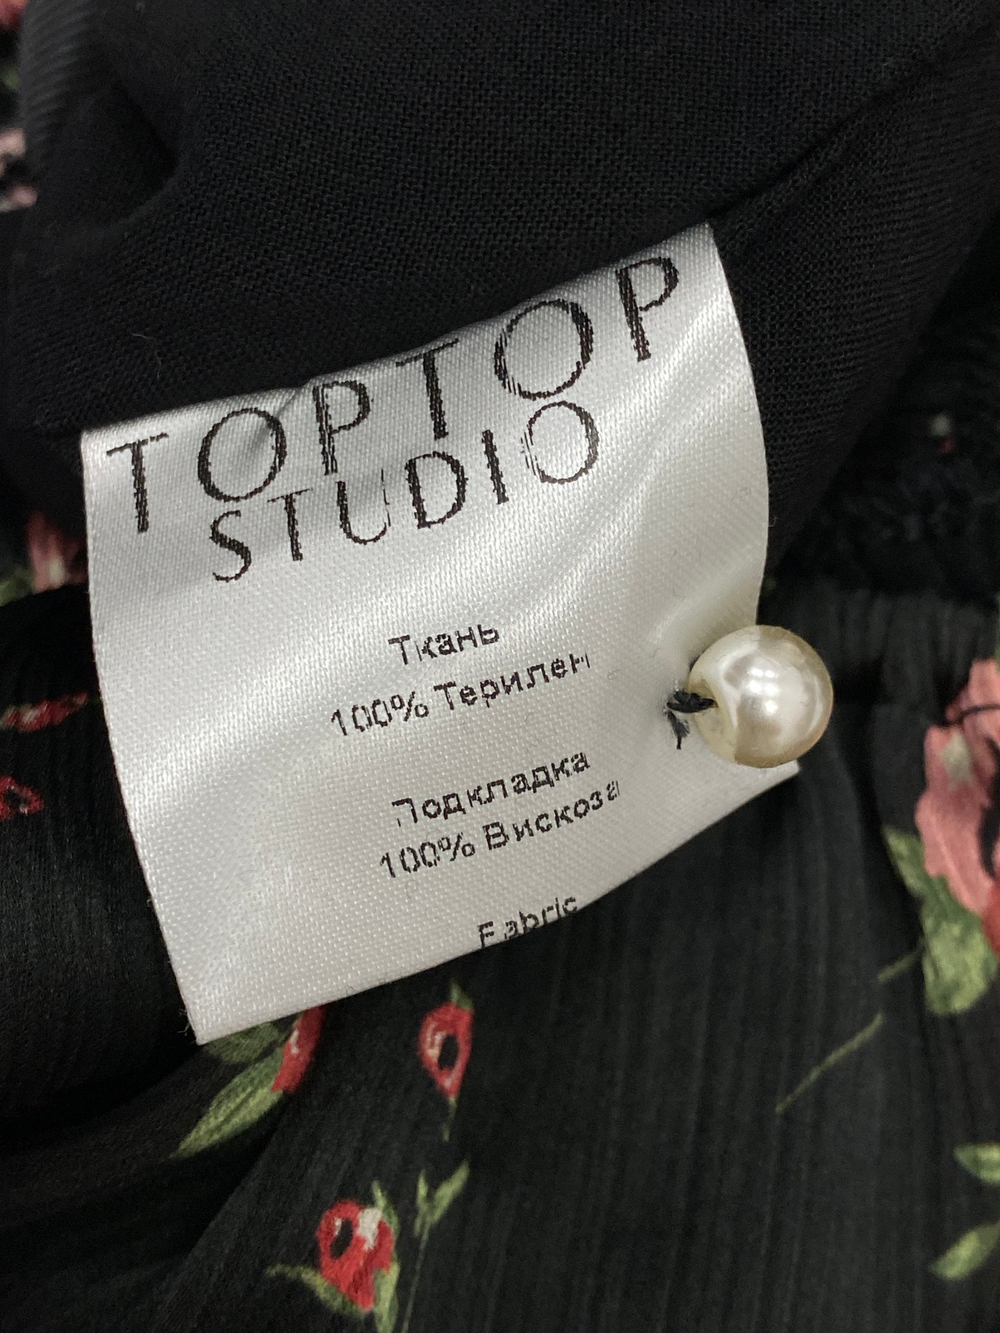 TOPTOP
STUDIO
Ткань
100% Терилен
Подкладка
100% Вискоза
Fabric